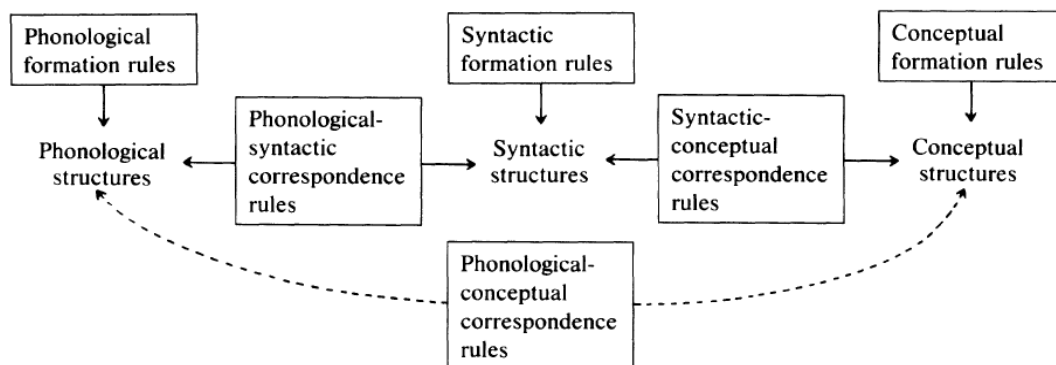 Phonological
formation rules
Syntactic
formation rules
Conceptual
formation rules
Phonological-
syntactic
correspondence
rules
Syntactic-
conceptual
correspondence
rules
Phonological
structures
Syntactic
structures
Conceptual
structures
Phonological-
conceptual
correspondence
rules